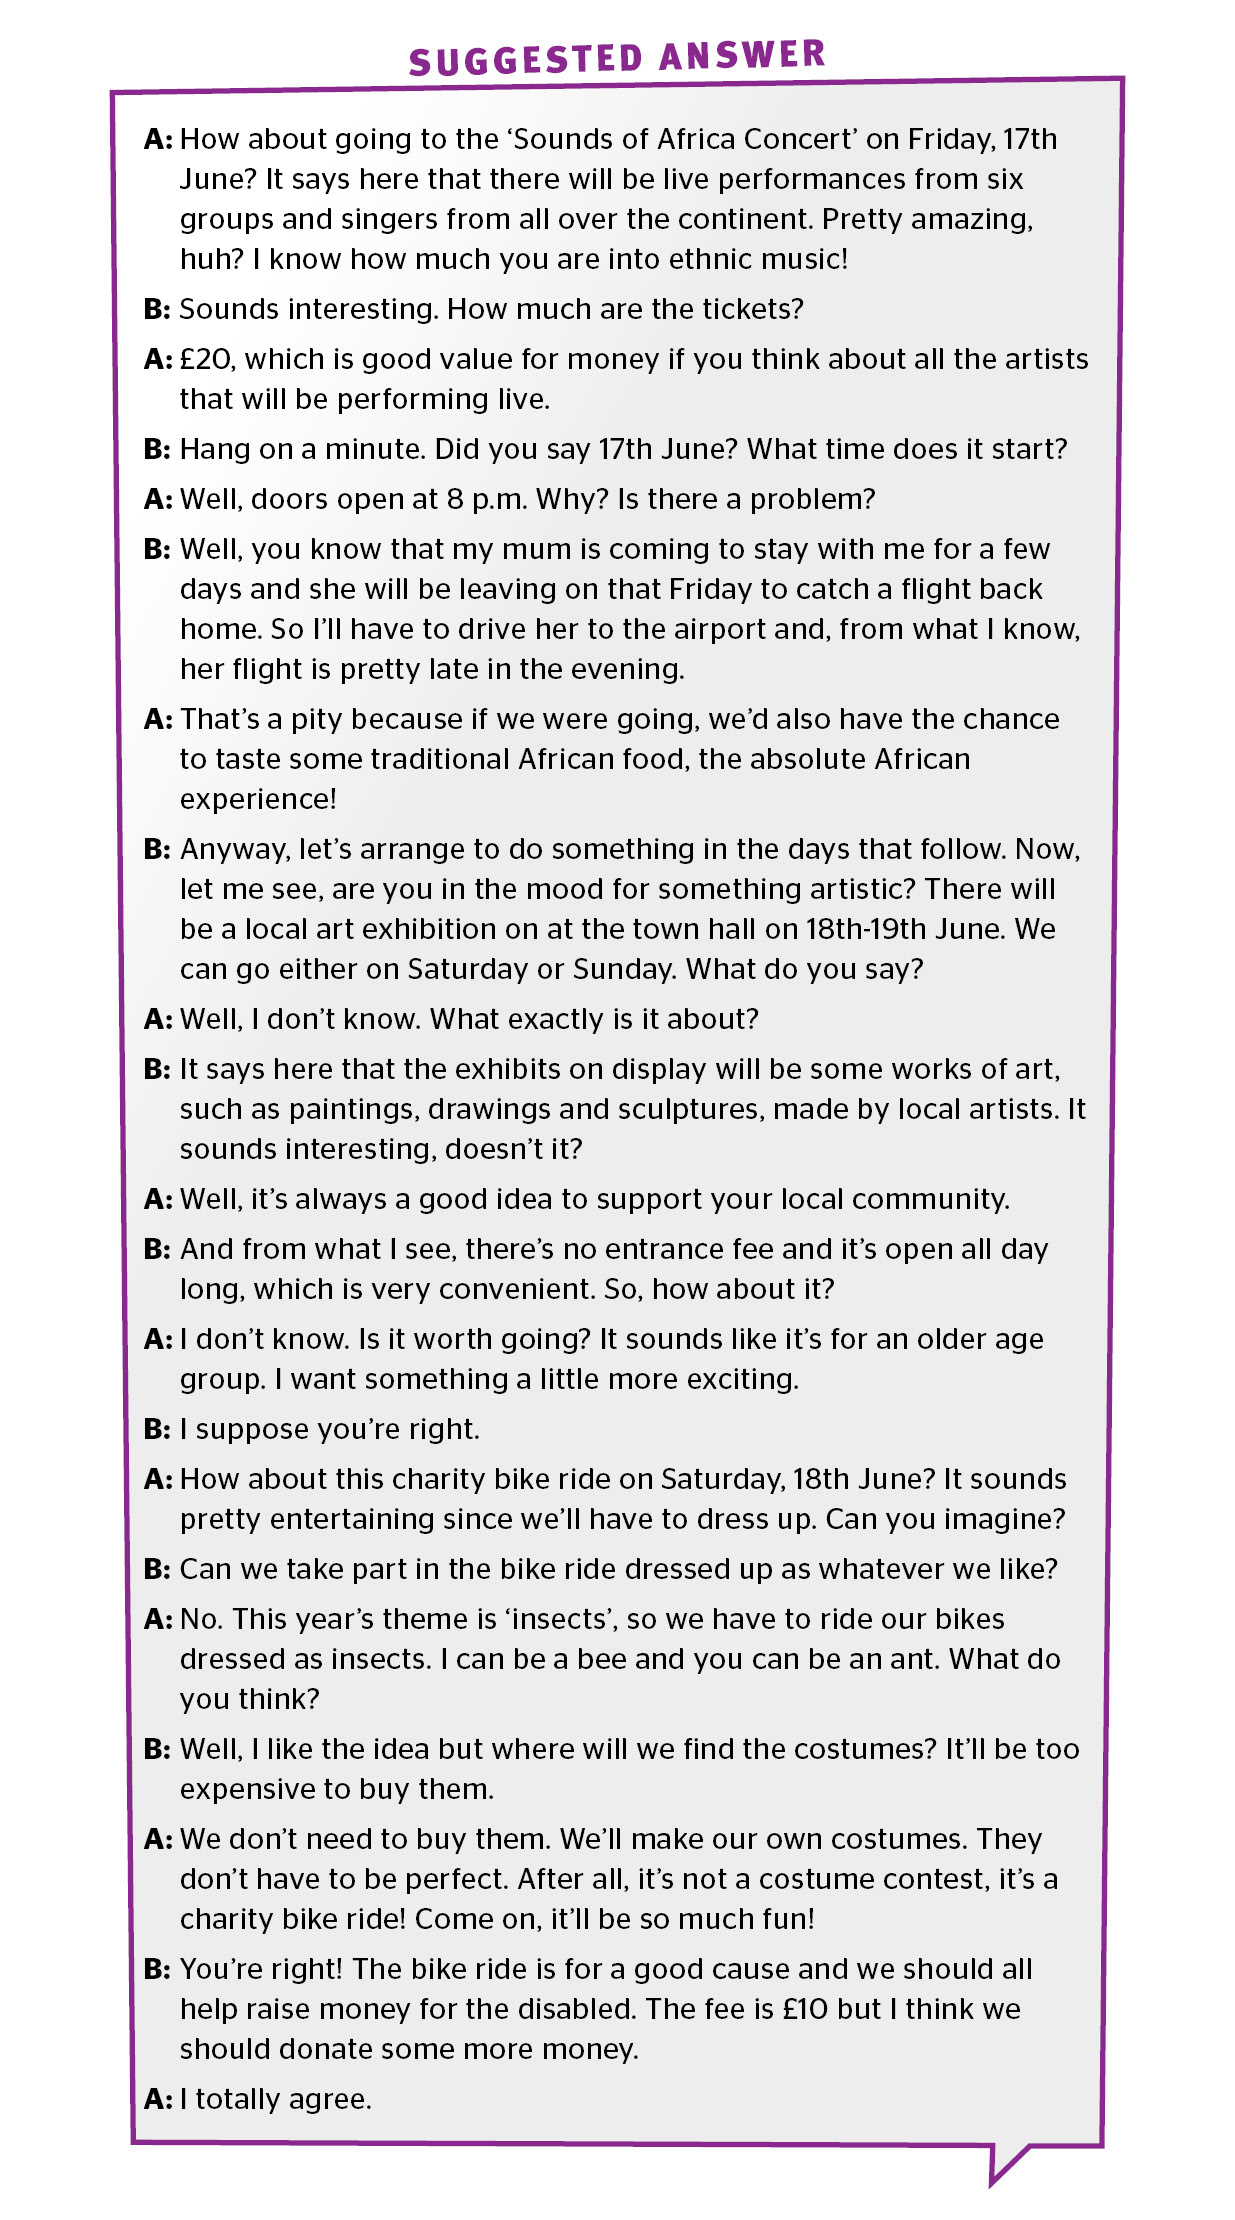 SUGGESTED ANSWER
A: How about going to the ‘Sounds of Africa Concert’ on Friday, 17th
June? It says here that there will be live performances from six
groups and singers from all over the continent. Pretty amazing,
huh? I know how much you are into ethnic music!
B: Sounds interesting. How much are the tickets?
A: £20, which is good value for money if you think about all the artists
that will be performing live.
B: Hang on a minute. Did you say 17th June? What time does it start?
A: Well, doors open at 8 p.m. Why? Is there a problem?
B: Well, you know that my mum is coming to stay with me for a few
days and she will be leaving on that Friday to catch a flight back
home. So I’ll have to drive her to the airport and, from what I know,
her flight is pretty late in the evening.
A: That’s a pity because if we were going, we’d also have the chance
to taste some traditional African food, the absolute African
experience!
B: Anyway, let’s arrange to do something in the days that follow. Now,
let me see, are you in the mood for something artistic? There will
be a local art exhibition on at the town hall on 18th-19th June. We
can go either on Saturday or Sunday. What do you say?
A: Well, I don’t know. What exactly is it about?
B: It says here that the exhibits on display will be some works of art,
such as paintings, drawings and sculptures, made by local artists. It
sounds interesting, doesn’t it?
A: Well, it’s always a good idea to support your local community.
B: And from what I see, there’s no entrance fee and it’s open all day
long, which is very convenient. So, how about it?
A: I don’t know. Is it worth going? It sounds like it’s for an older age
group. I want something a little more exciting.
B: I suppose you’re right.
A: How about this charity bike ride on Saturday, 18th June? It sounds
pretty entertaining since we’ll have to dress up. Can you imagine?
B: Can we take part in the bike ride dressed up as whatever we like?
A: No. This year’s theme is ‘insects’, so we have to ride our bikes
dressed as insects. I can be a bee and you can be an ant. What do
you think?
B: Well, I like the idea but where will we find the costumes? It’ll be too
expensive to buy them.
A: We don’t need to buy them. We’ll make our own costumes. They
don’t have to be perfect. After all, it’s not a costume contest, it’s a
charity bike ride! Come on, it’ll be so much fun!
B: You’re right! The bike ride is for a good cause and we should all
help raise money for the disabled. The fee is £10 but I think we
should donate some more money.
A: I totally agree.